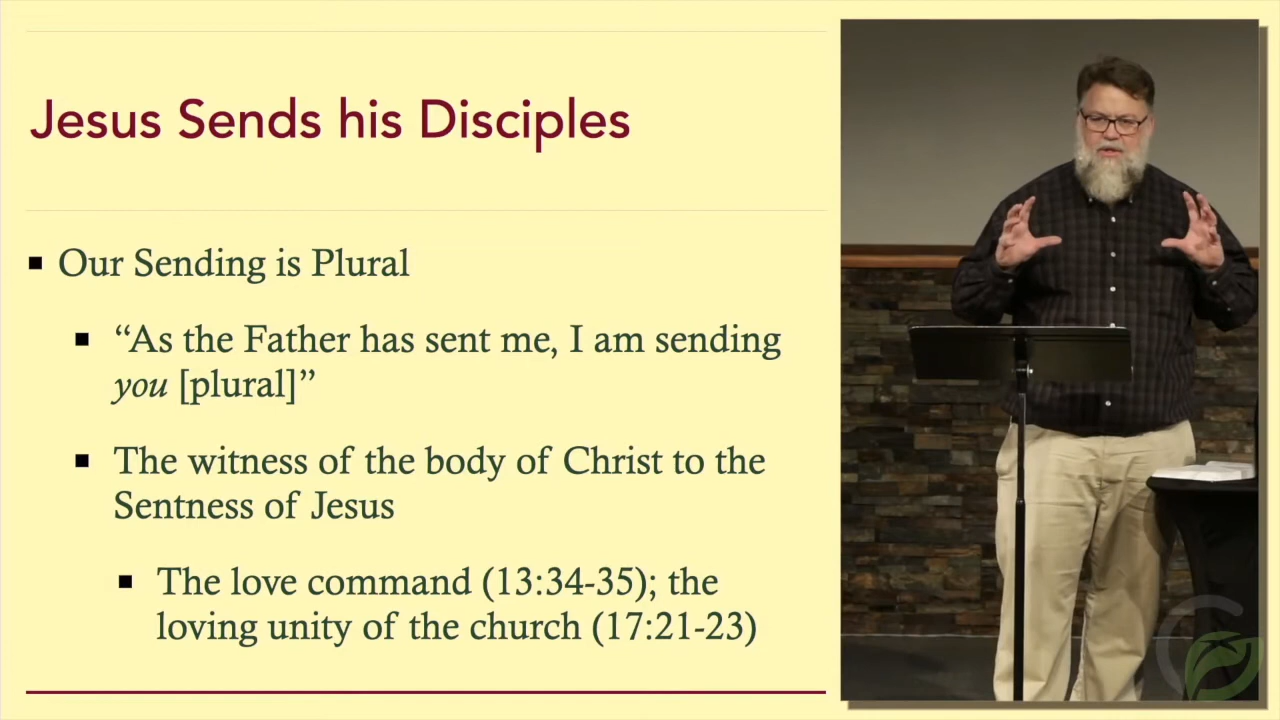 Jesus Sends his Disciples
▪ Our Sending is Plural
▪ “As the Father has sent me, I am sending
you [plural]”
▪ The witness of the body of Christ to the
Sentness of Jesus
▪ The love command (13:34-35); the
loving unity of the church (17:21-23)